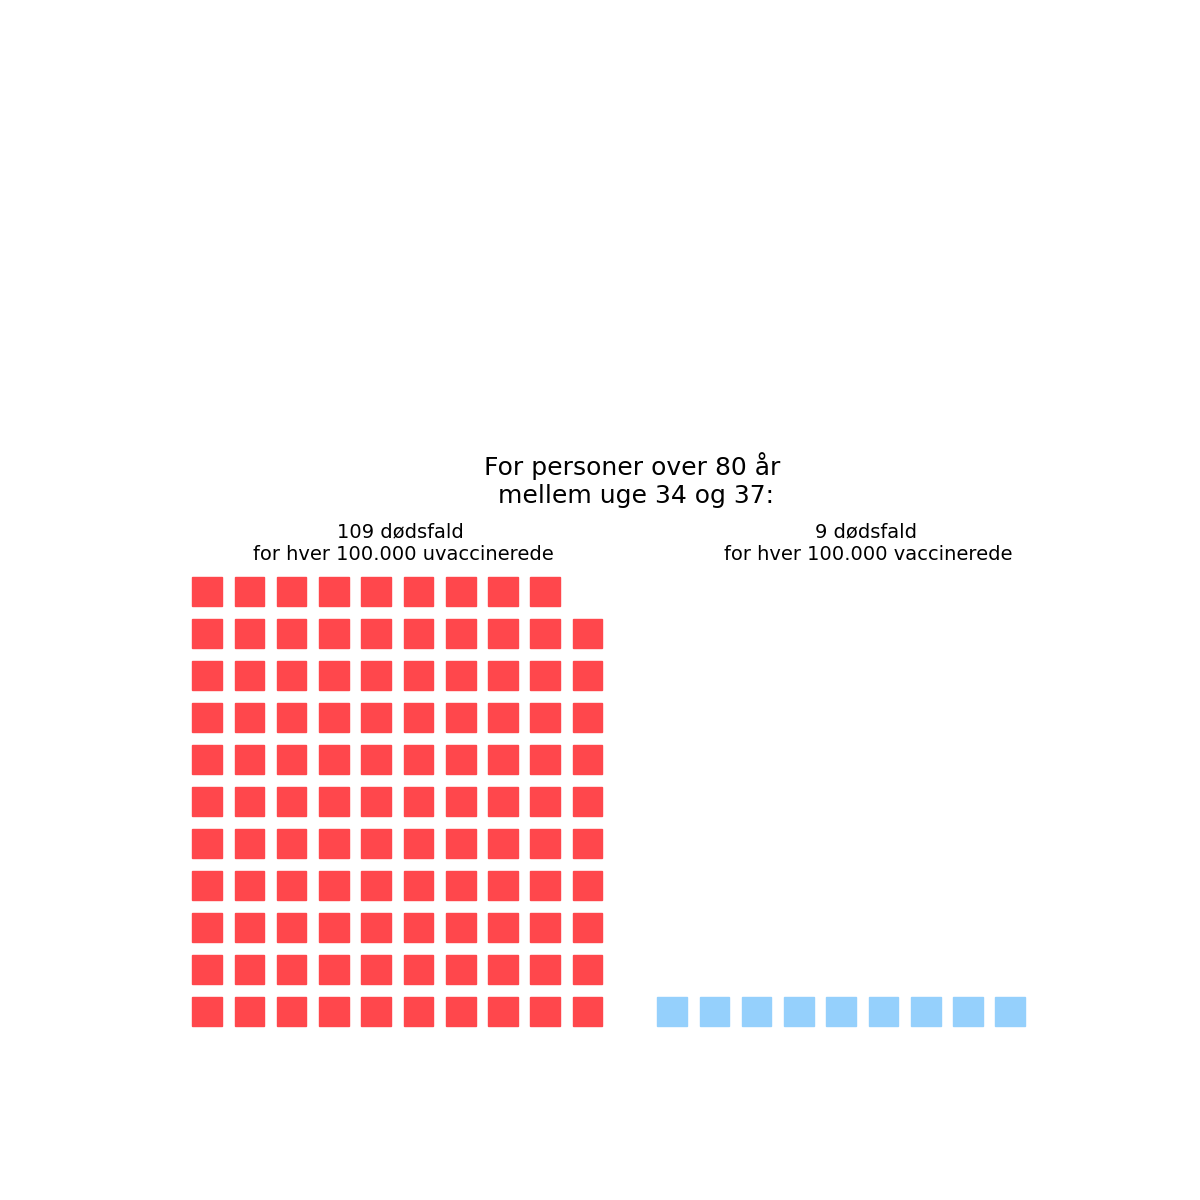 For personer over 80 år
mellem uge 34 og 37:
109 dødsfald
for hver 100.000 uvaccinerede
9 dødsfald
for hver 100.000 vaccinerede